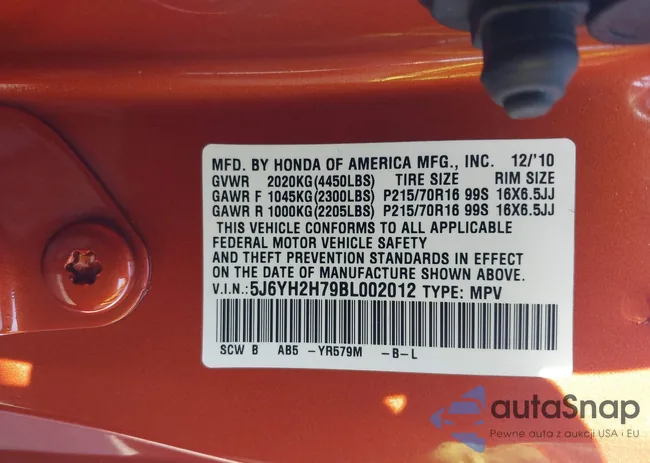 MFD. BY HONDA OF AMERICA MFG., INC. 12/'10
GVWR 2020KG(4450LBS) TIRE SIZE RIM SIZE
GAWR F 1045KG(2300LBS) P215/70R16 99S 16X6.5JJ
GAWR R 1000KG(2205LBS) P215/70R16 99S 16X6.5JJ
THIS VEHICLE CONFORMS TO ALL APPLICABLE
FEDERAL MOTOR VEHICLE SAFETY
AND THEFT PREVENTION STANDARDS IN EFFECT
ON THE DATE OF MANUFACTURE SHOWN ABOVE.
V.I.N.: 5J6YH2H79BL002012 TYPE: MPV
SCW B AB5 -YR579M -B-L
autaSnap
Pewne auta z aukcji USA i EU